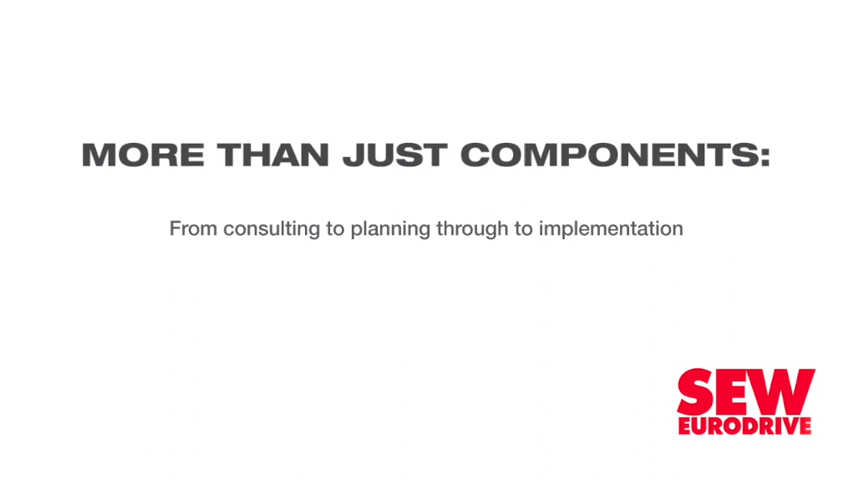 MORE THAN JUST COMPONENTS:
From consulting to planning through to implementation
SEW
EURODRIVE